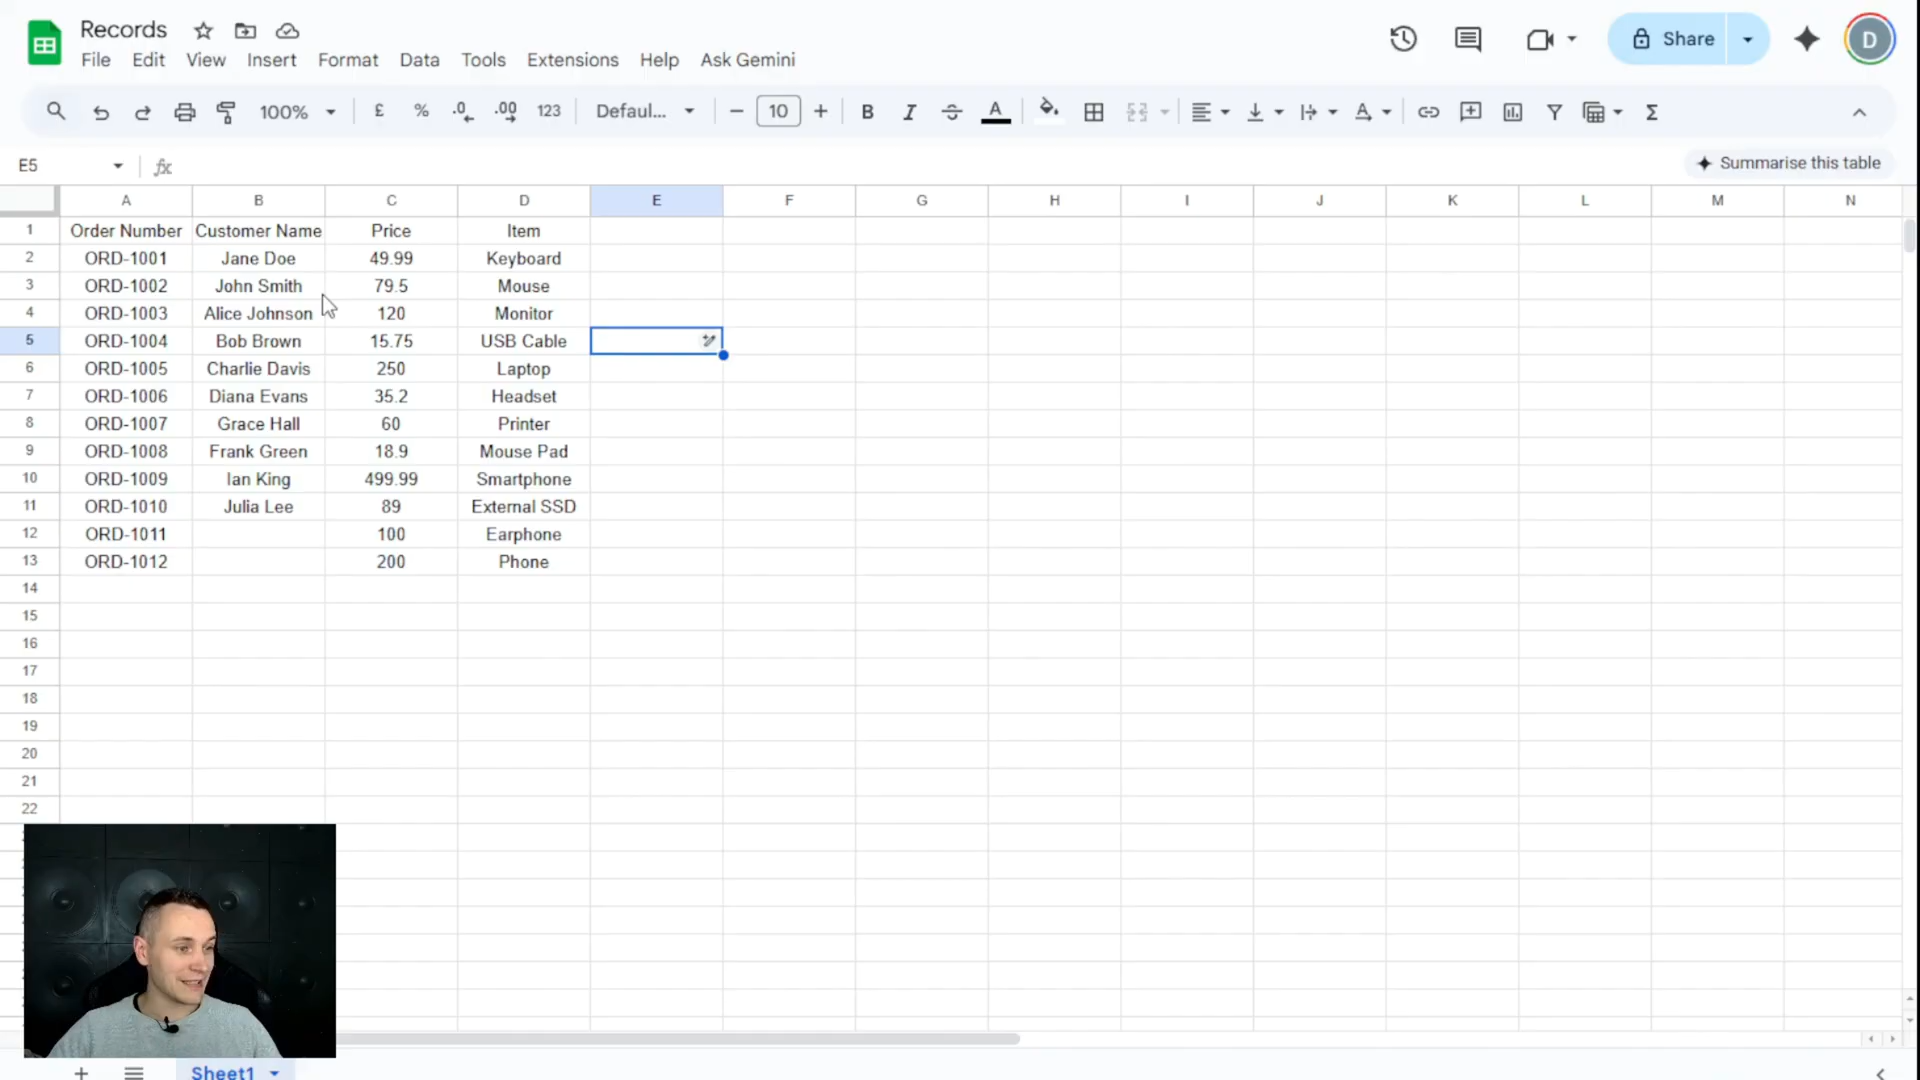 Records
File Edit View Insert Format Data Tools Extensions Help Ask Gemini
Share
D
100% £ % .0 .00 123 Defaul... 10 B I A Σ
E5 fx
Summarise this table
A B C D E F G H I J K L M N
1 Order Number Customer Name Price Item
2 ORD-1001 Jane Doe 49.99 Keyboard
3 ORD-1002 John Smith 79.5 Mouse
4 ORD-1003 Alice Johnson 120 Monitor
5 ORD-1004 Bob Brown 15.75 USB Cable
6 ORD-1005 Charlie Davis 250 Laptop
7 ORD-1006 Diana Evans 35.2 Headset
8 ORD-1007 Grace Hall 60 Printer
9 ORD-1008 Frank Green 18.9 Mouse Pad
10 ORD-1009 Ian King 499.99 Smartphone
11 ORD-1010 Julia Lee 89 External SSD
12 ORD-1011 100 Earphone
13 ORD-1012 200 Phone
14
15
16
17
18
19
20
21
22
Sheet1